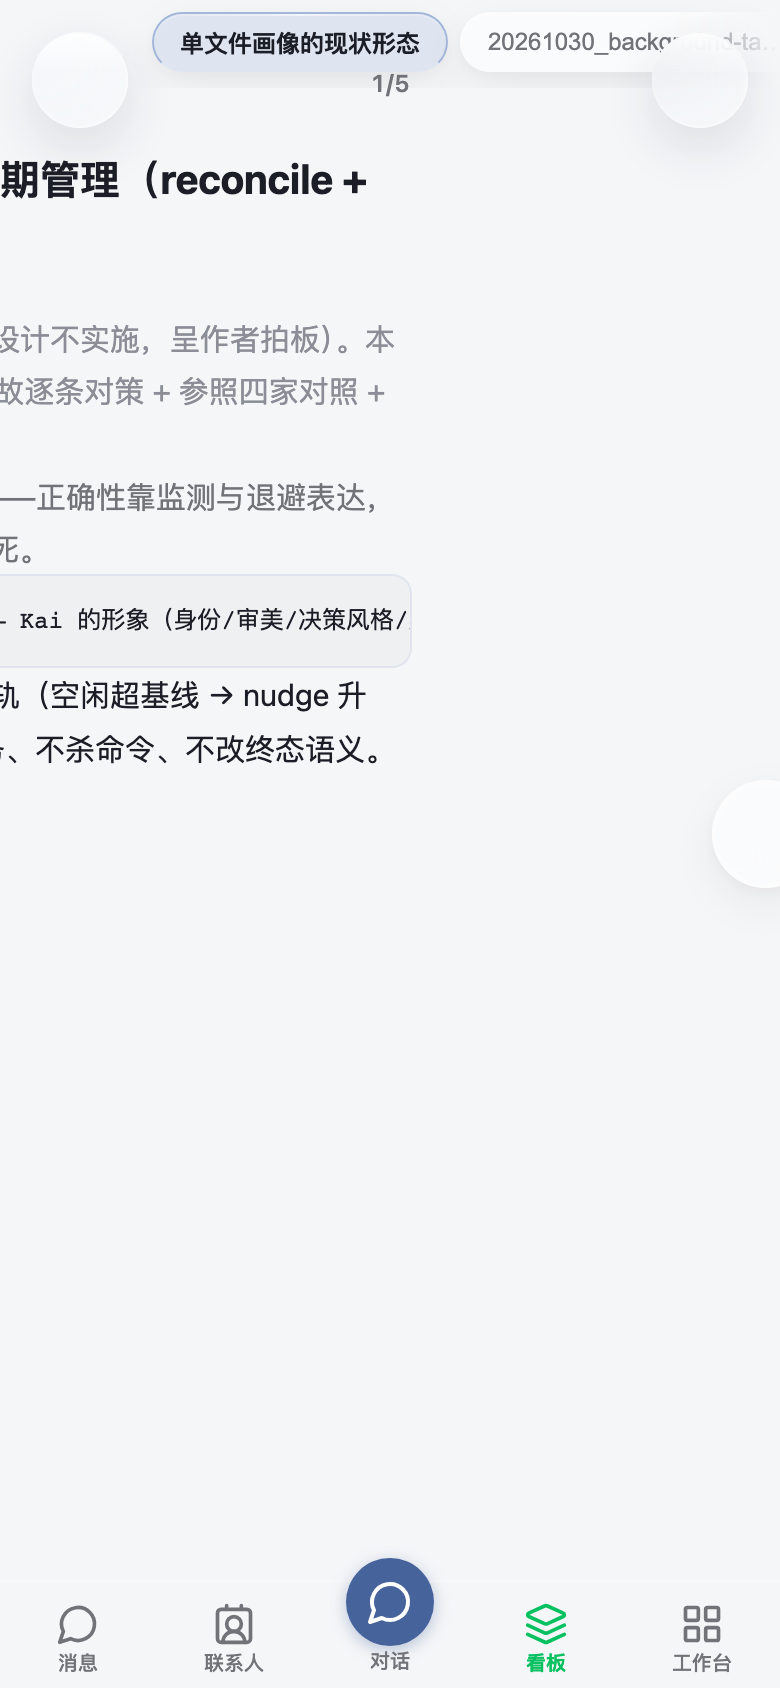 单文件画像的现状形态
20261030_background-ta...
1/5
期管理（reconcile +
设计不实施，呈作者拍板）。本
故逐条对策 + 参照四家对照 +
——正确性靠监测与退避表达，
死。
- Kai 的形象（身份/审美/决策风格/
轨（空闲超基线 → nudge 升
、不杀命令、不改终态语义。
消息
联系人
对话
看板
工作台